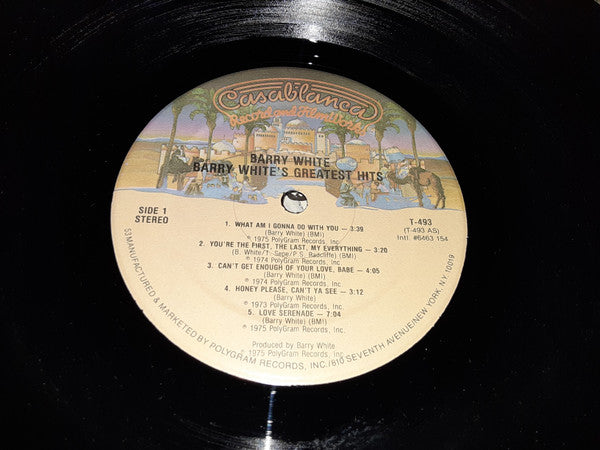 Casablanca
Record and FilmWorks
BARRY WHITE
BARRY WHITE'S GREATEST HITS
SIDE 1
STEREO
T-493
(T-493 AS)
Intl. #6463 154
1. WHAT AM I GONNA DO WITH YOU — 3:39
(Barry White) (BMI)
℗ 1975 PolyGram Records, Inc.
2. YOU'RE THE FIRST, THE LAST, MY EVERYTHING — 3:20
(B. White/T. Sepe/P.S. Radcliffe) (BMI)
℗ 1974 PolyGram Records, Inc.
3. CAN'T GET ENOUGH OF YOUR LOVE, BABE — 4:05
(Barry White) (BMI)
℗ 1974 PolyGram Records, Inc.
4. HONEY PLEASE, CAN'T YA SEE — 3:12
(Barry White) (BMI)
℗ 1973 PolyGram Records, Inc.
5. LOVE SERENADE — 7:04
(Barry White) (BMI)
℗ 1975 PolyGram Records, Inc.
Produced by Barry White
℗ 1975 PolyGram Records, Inc.
53 MANUFACTURED & MARKETED BY POLYGRAM RECORDS, INC./810 SEVENTH AVENUE/NEW YORK, N.Y. 10019